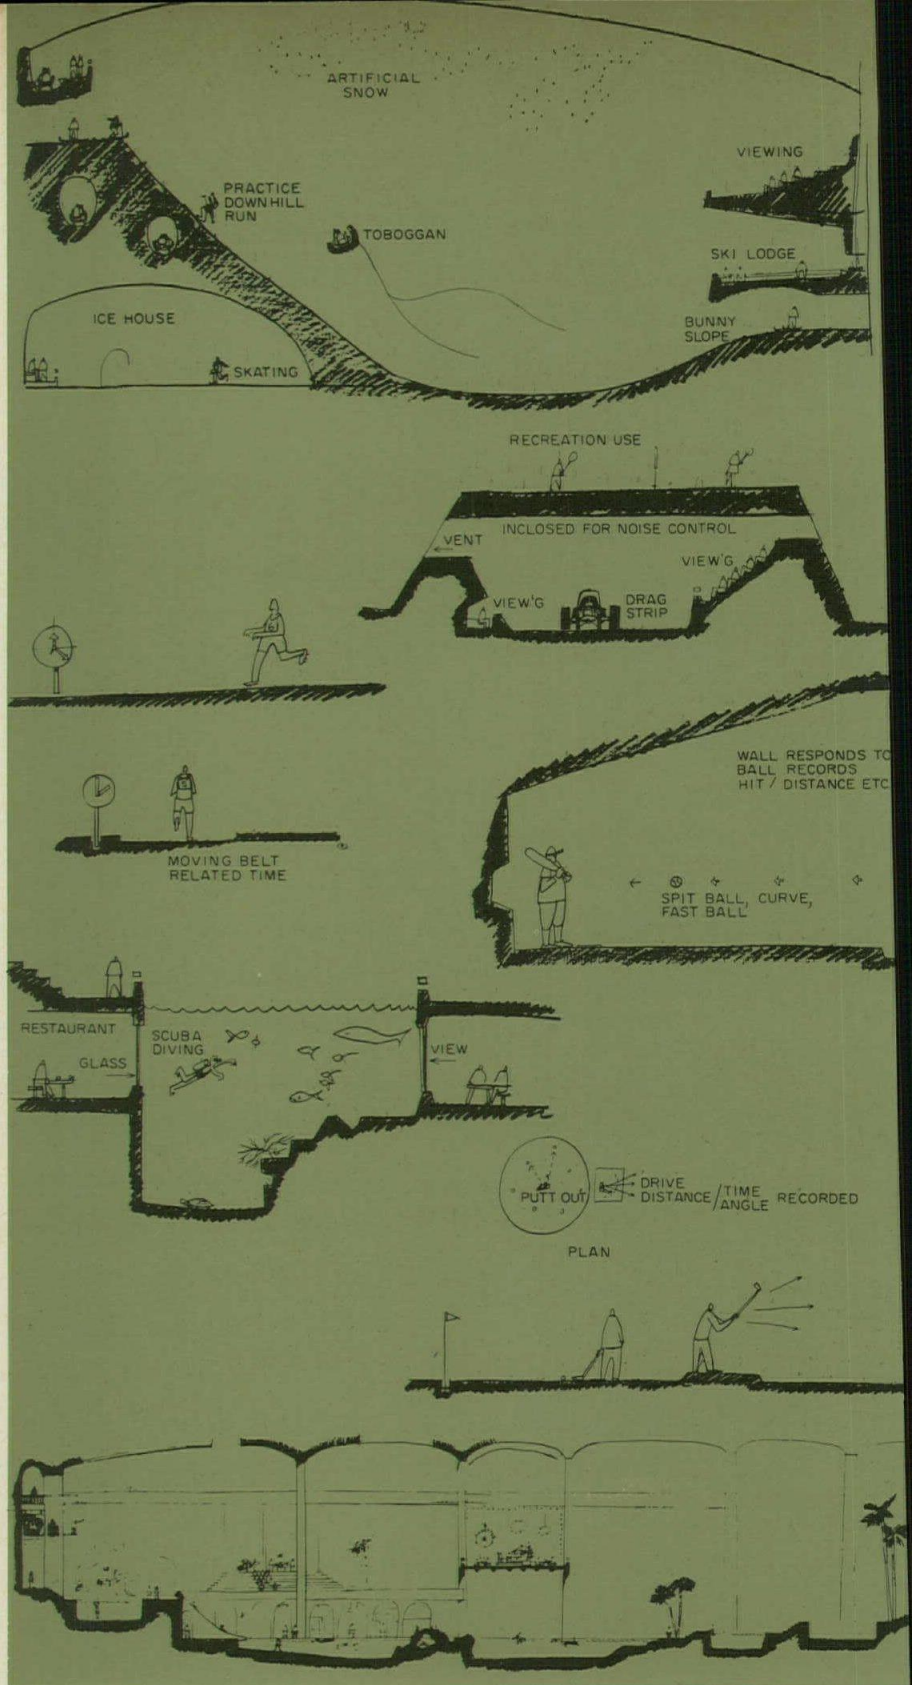 ARTIFICIAL
SNOW
VIEWING
PRACTICE
DOWNHILL
RUN
TOBOGGAN
SKI LODGE
ICE HOUSE
BUNNY
SLOPE
SKATING
RECREATION USE
INCLOSED FOR NOISE CONTROL
VENT
VIEW'G
VIEW'G
DRAG
STRIP
WALL RESPONDS TO
BALL RECORDS
HIT / DISTANCE ETC
MOVING BELT
RELATED TIME
SPIT BALL, CURVE,
FAST BALL
RESTAURANT
SCUBA
DIVING
GLASS
VIEW
PUTT OUT
DRIVE
DISTANCE / TIME
ANGLE RECORDED
PLAN